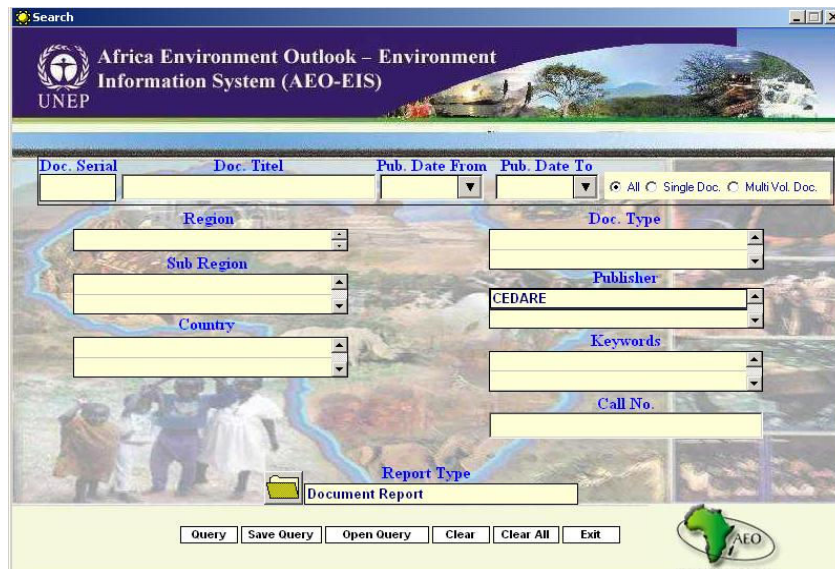 Search
Africa Environment Outlook – Environment
Information System (AEO-EIS)
UNEP
Doc. Serial Doc. Titel Pub. Date From Pub. Date To
All Single Doc. Multi Vol. Doc.
Region Doc. Type
Sub Region Publisher
CEDARE
Country Keywords
Call No.
Report Type
Document Report
Query Save Query Open Query Clear Clear All Exit
AEO